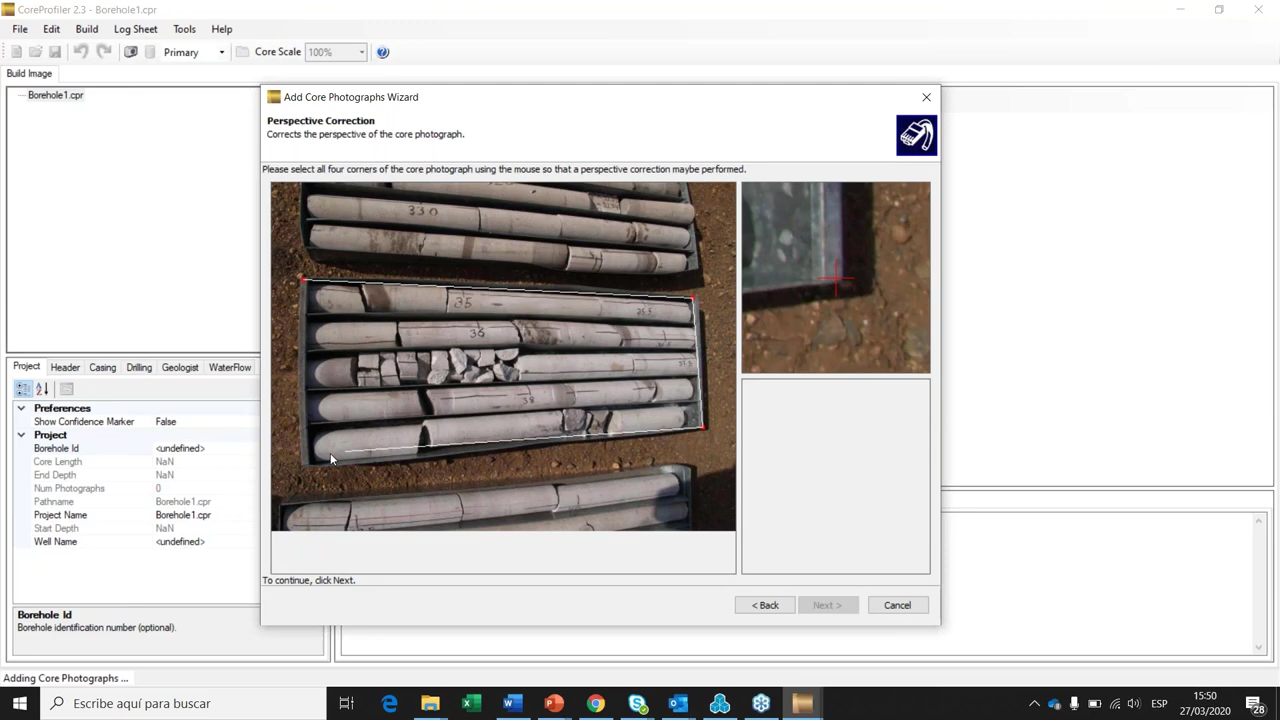 CoreProfiler 2.3 - Borehole1.cpr
File Edit Build Log Sheet Tools Help
Primary Core Scale 100%
Build Image
Borehole1.cpr
Add Core Photographs Wizard
Perspective Correction
Corrects the perspective of the core photograph.
Please select all four corners of the core photograph using the mouse so that a perspective correction maybe performed.
330
35
36
38
To continue, click Next.
< Back Next > Cancel
Project Header Casing Drilling Geologist WaterFlow
Preferences
Show Confidence Marker False
Project
Borehole Id <undefined>
Core Length NaN
End Depth NaN
Num Photographs 0
Pathname Borehole1.cpr
Project Name Borehole1.cpr
Start Depth NaN
Well Name <undefined>
Borehole Id
Borehole identification number (optional).
Adding Core Photographs ...
Escribe aquí para buscar
ESP
15:50
27/03/2020
28